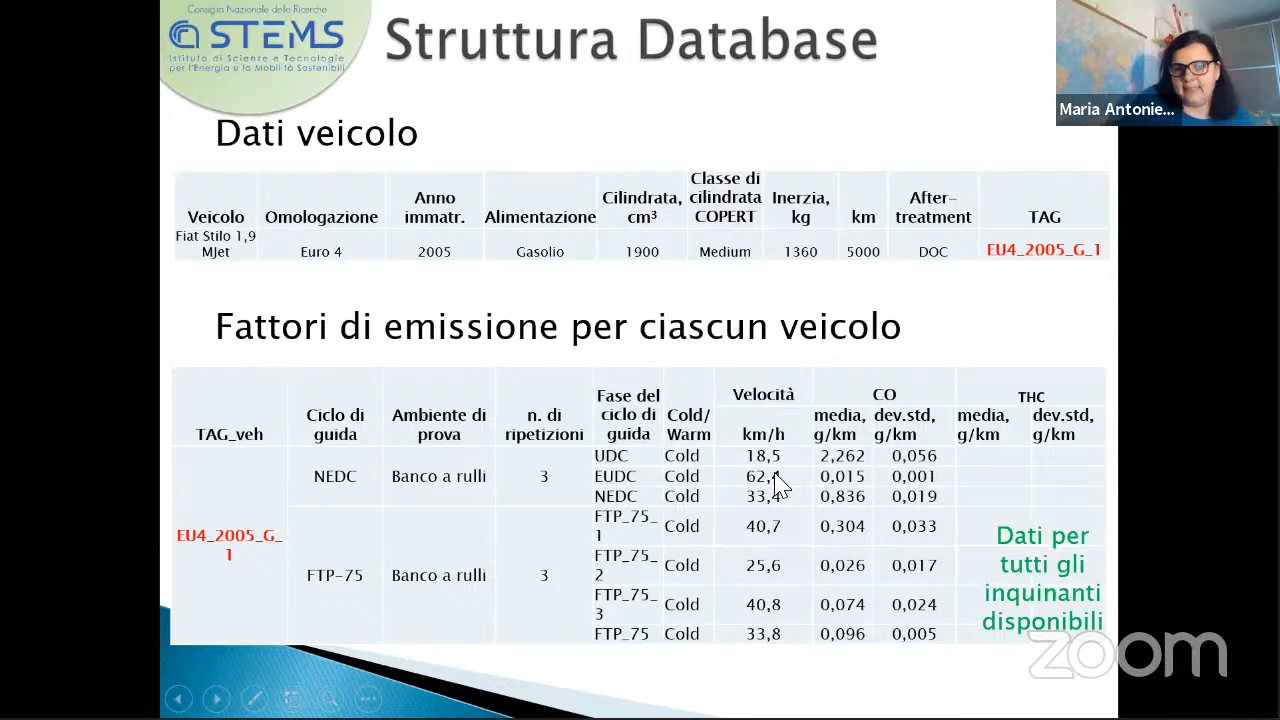 Consiglio Nazionale delle Ricerche
STEMS
Istituto di Scienze e Tecnologie
per l'Energia e la Mobilità Sostenibili
Struttura Database
Maria Antonie...
Dati veicolo
Veicolo Omologazione Anno immatr. Alimentazione Cilindrata, cm³ Classe di cilindrata COPERT Inerzia, kg km After-treatment TAG
Fiat Stilo 1,9 MJet Euro 4 2005 Gasolio 1900 Medium 1360 5000 DOC EU4_2005_G_1
Fattori di emissione per ciascun veicolo
TAG_veh Ciclo di guida Ambiente di prova n. di ripetizioni Fase del ciclo di guida Cold/Warm Velocità CO THC
km/h media, g/km dev.std, g/km media, g/km dev.std, g/km
EU4_2005_G_1
NEDC Banco a rulli 3
UDC Cold 18,5 2,262 0,056
EUDC Cold 0,015 0,001
NEDC Cold 33,4 0,836 0,019
FTP-75 Banco a rulli 3
FTP_75_1 Cold 40,7 0,304 0,033
FTP_75_2 Cold 25,6 0,026 0,017
FTP_75_3 Cold 40,8 0,074 0,024
FTP_75 Cold 33,8 0,096 0,005
Dati per
tutti gli
inquinanti
disponibili
zoom